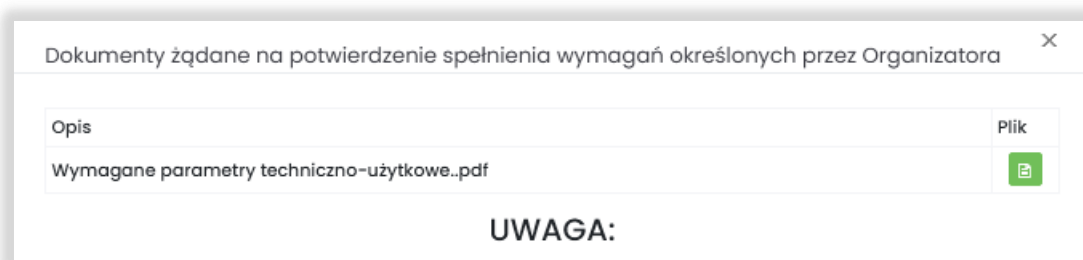 Dokumenty żądane na potwierdzenie spełnienia wymagań określonych przez Organizatora ×
Opis Plik
Wymagane parametry techniczno-użytkowe..pdf
UWAGA: